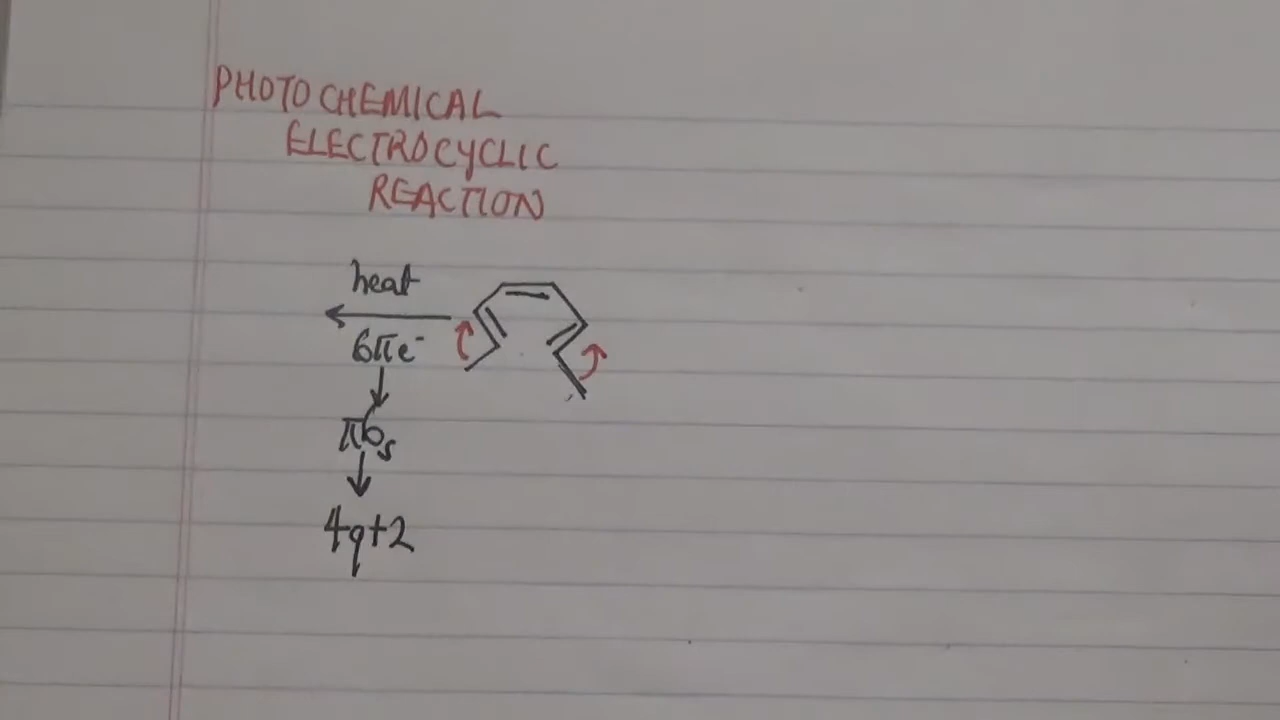 PHOTOCHEMICAL
ELECTROCYCLIC
REACTION
heat
6πe⁻
π6s
4q+2